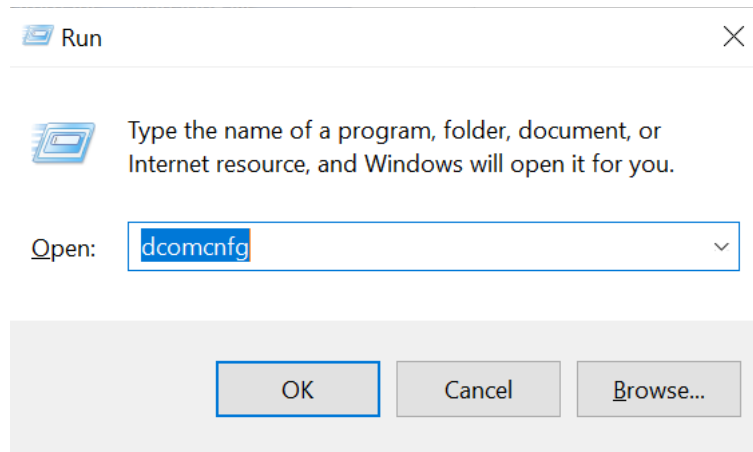 Run
Type the name of a program, folder, document, or
Internet resource, and Windows will open it for you.
Open: dcomcnfg
OK Cancel Browse...